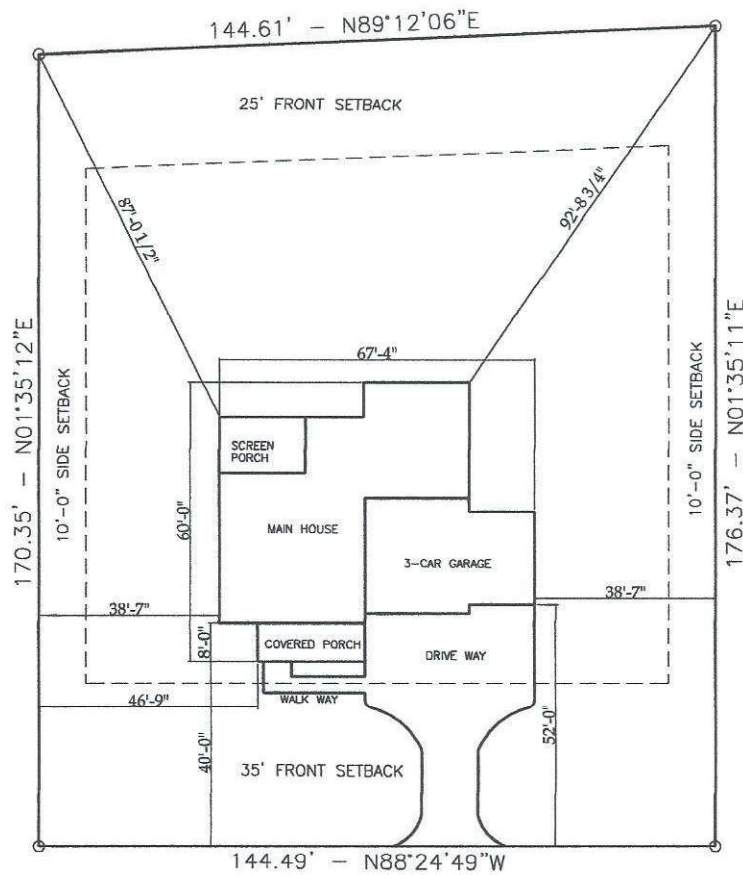 144.61' - N89°12'06"E
25' FRONT SETBACK
87'-0 1/2"
92'-8 3/4"
67'-4"
170.35' - N01°35'12"E
10'-0" SIDE SETBACK
SCREEN
PORCH
60'-0"
MAIN HOUSE
3-CAR GARAGE
10'-0" SIDE SETBACK
176.37' - N01°35'11"E
38'-7"
38'-7"
8'-0"
COVERED PORCH
DRIVE WAY
46'-9"
WALK WAY
40'-0"
52'-0"
35' FRONT SETBACK
144.49' - N88°24'49"W